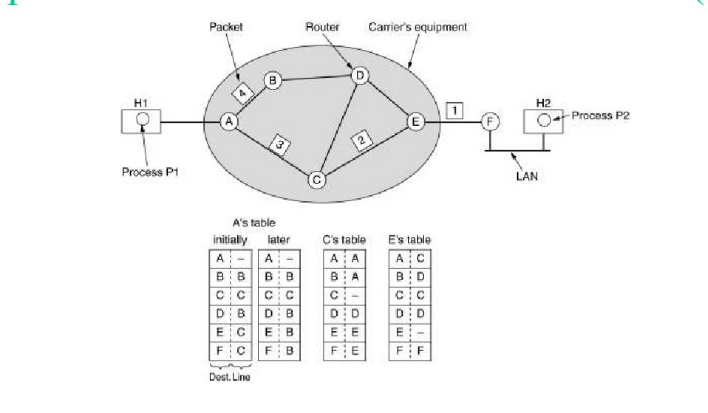 Packet Router Carrier's equipment
B D
4
H1 1 H2
A E F Process P2
3 2
Process P1 C LAN
A's table
initially later C's table E's table
A – A – A A A C
B B B B B A B D
C C C C C – C C
D B D B D D D D
E C E B E E E –
F C F B F E F F
Dest. Line